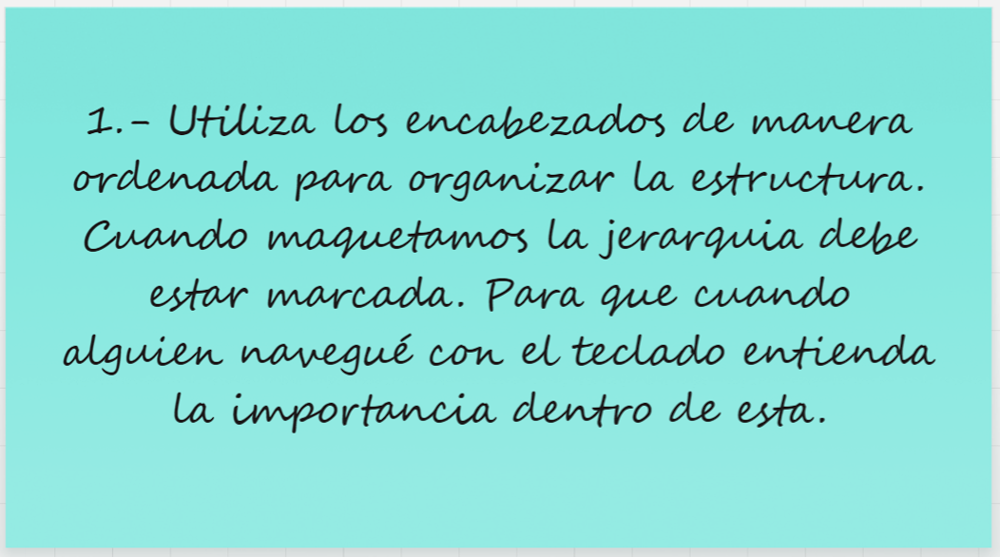 1.- Utiliza los encabezados de manera
ordenada para organizar la estructura.
Cuando maquetamos la jerarquia debe
estar marcada. Para que cuando
alguien navegué con el teclado entienda
la importancia dentro de esta.